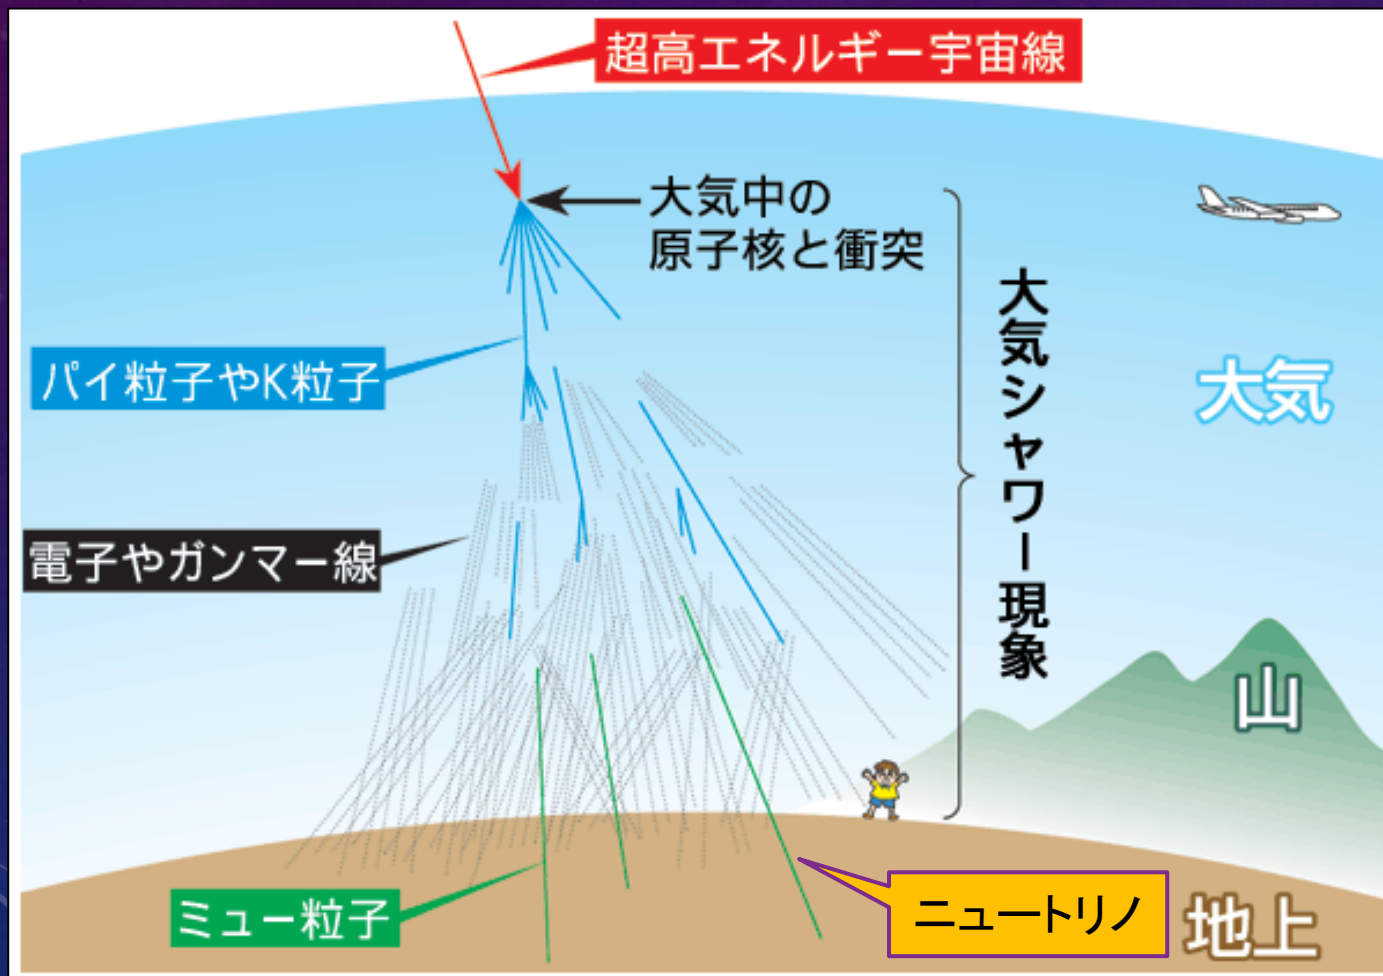 超高エネルギー宇宙線
大気中の
原子核と衝突
大気シャワー現象
パイ粒子やK粒子
大気
電子やガンマー線
山
ミュー粒子
ニュートリノ
地上